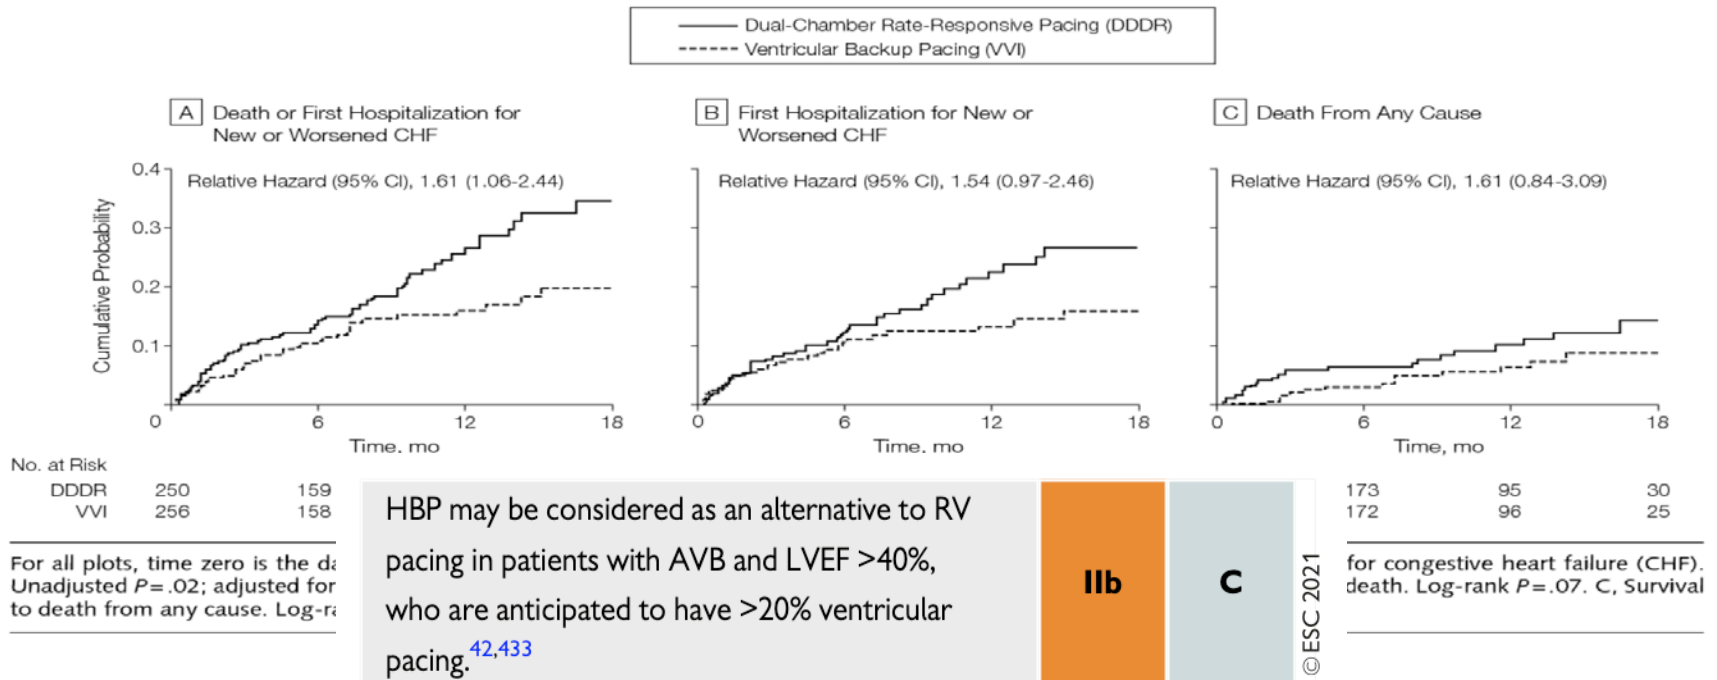 Dual-Chamber Rate-Responsive Pacing (DDDR)
Ventricular Backup Pacing (VVI)
A Death or First Hospitalization for
New or Worsened CHF
B First Hospitalization for New or
Worsened CHF
C Death From Any Cause
Relative Hazard (95% CI), 1.61 (1.06-2.44)
Relative Hazard (95% CI), 1.54 (0.97-2.46)
Relative Hazard (95% CI), 1.61 (0.84-3.09)
Cumulative Probability
0.4
0.3
0.2
0.1
0 6 12 18
0 6 12 18
0 6 12 18
Time, mo
Time, mo
Time, mo
No. at Risk
DDDR 250 159 173 95 30
VVI 256 158 172 96 25
HBP may be considered as an alternative to RV
pacing in patients with AVB and LVEF >40%,
who are anticipated to have >20% ventricular
pacing.42,433
IIb
C
©ESC 2021
For all plots, time zero is the
Unadjusted P=.02; adjusted for
to death from any cause.
for congestive heart failure (CHF).
death. Log-rank P=.07. C, Survival